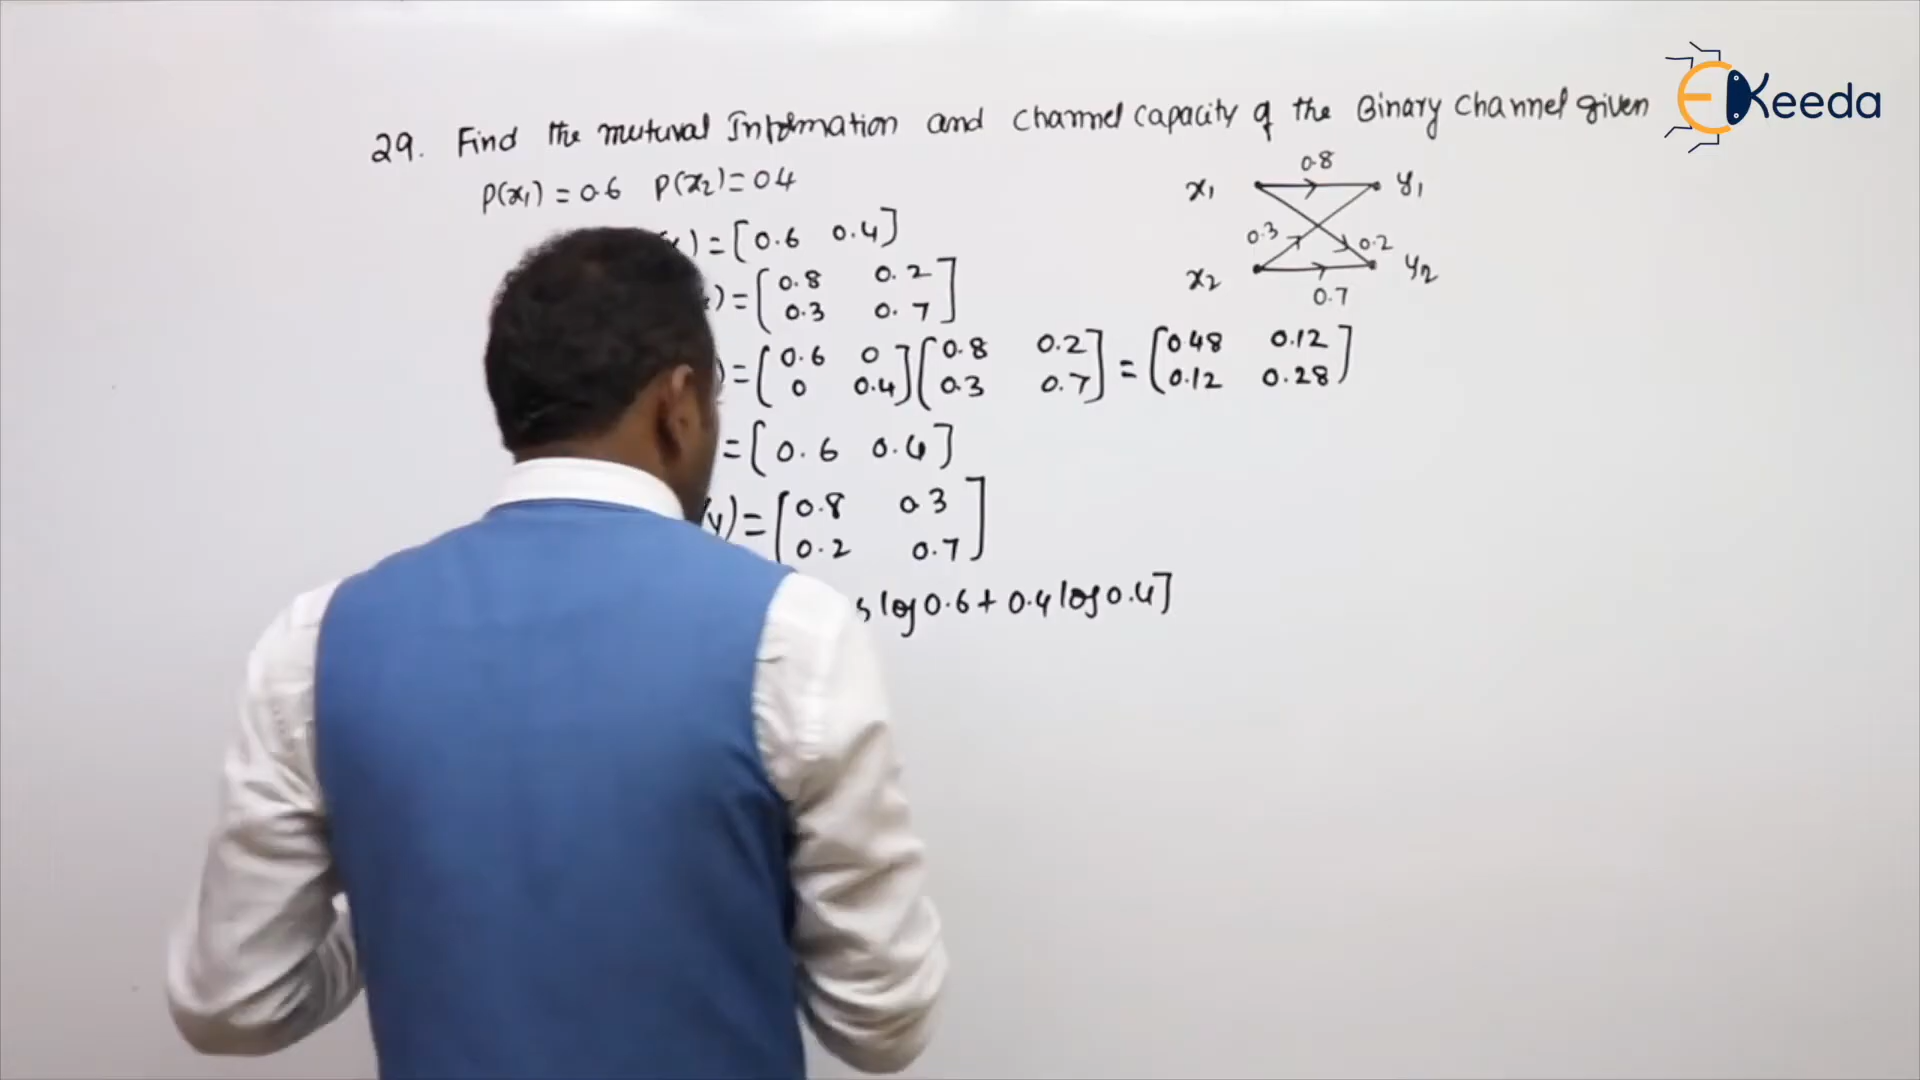 EKeeda
29. Find the mutuval Information and channel capacity of the Binary channel given
P(x1) = 0.6 P(x2) = 0.4
0.8
x1 y1
) = [0.6 0.4]
0.3 0.2
x2 y2
0.7
) = [0.8 0.2
0.3 0.7]
) = [0.6 0
0 0.4] [0.8 0.2
0.3 0.7] = [0.48 0.12
0.12 0.28]
= [0.6 0.4]
y) = [0.8 0.3
0.2 0.7]
log 0.6 + 0.4 log 0.4]